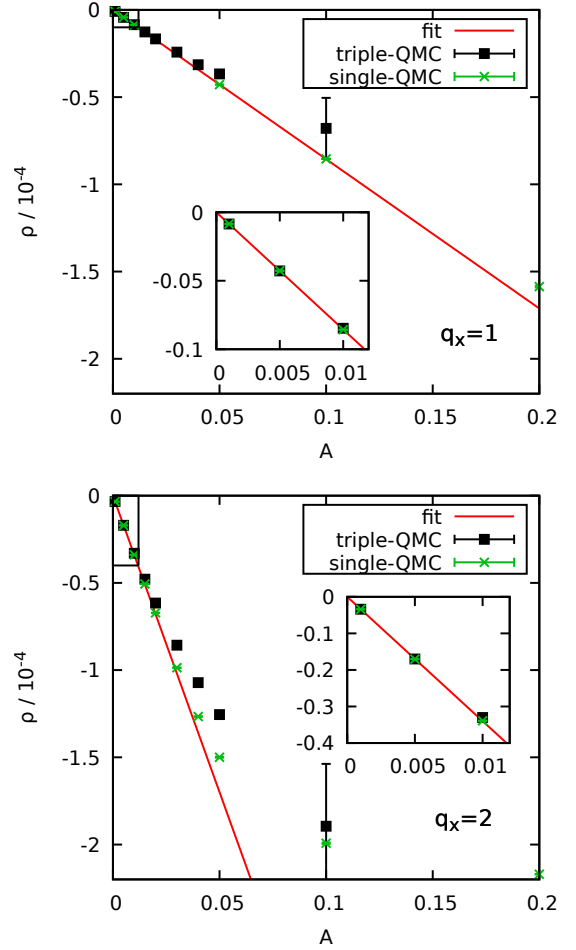 0
-0.5
-1
-1.5
-2
ρ / 10⁻⁴
fit
triple-QMC
single-QMC
0
-0.05
-0.1
0
0.005
0.01
qₓ=1
0
0.05
0.1
0.15
0.2
A
0
-0.5
-1
-1.5
-2
ρ / 10⁻⁴
fit
triple-QMC
single-QMC
0
-0.1
-0.2
-0.3
-0.4
0
0.005
0.01
qₓ=2
0
0.05
0.1
0.15
0.2
A